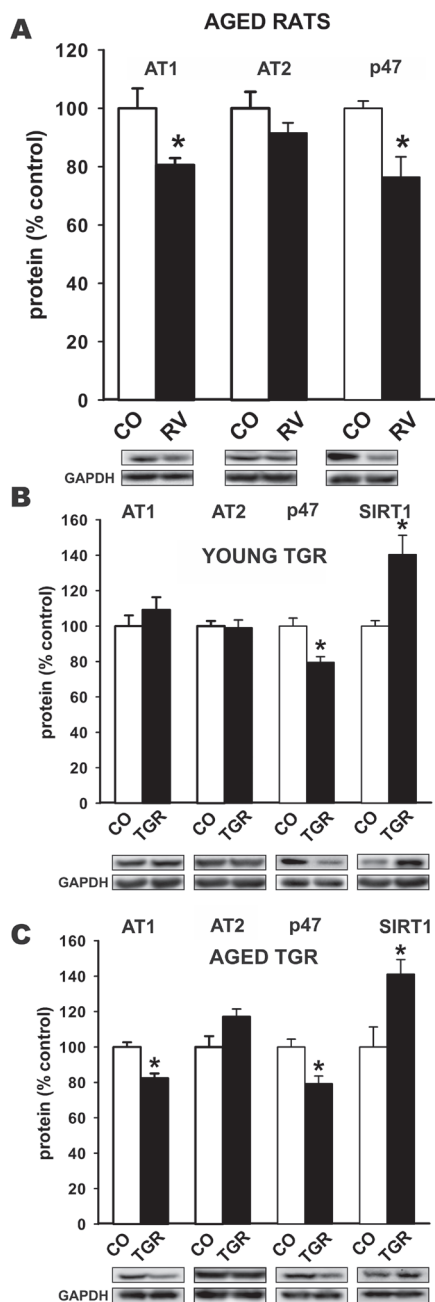 A
AGED RATS
AT1 AT2 p47
protein (% control)
120
100
80
60
40
20
0
*
*
CO RV CO RV CO RV
GAPDH
B
AT1 AT2 p47 SIRT1
YOUNG TGR
protein (% control)
160
140
120
100
80
60
40
20
0
*
*
CO TGR CO TGR CO TGR CO TGR
GAPDH
C
AT1 AT2 p47 SIRT1
AGED TGR
protein (% control)
160
140
120
100
80
60
40
20
0
*
*
*
CO TGR CO TGR CO TGR CO TGR
GAPDH